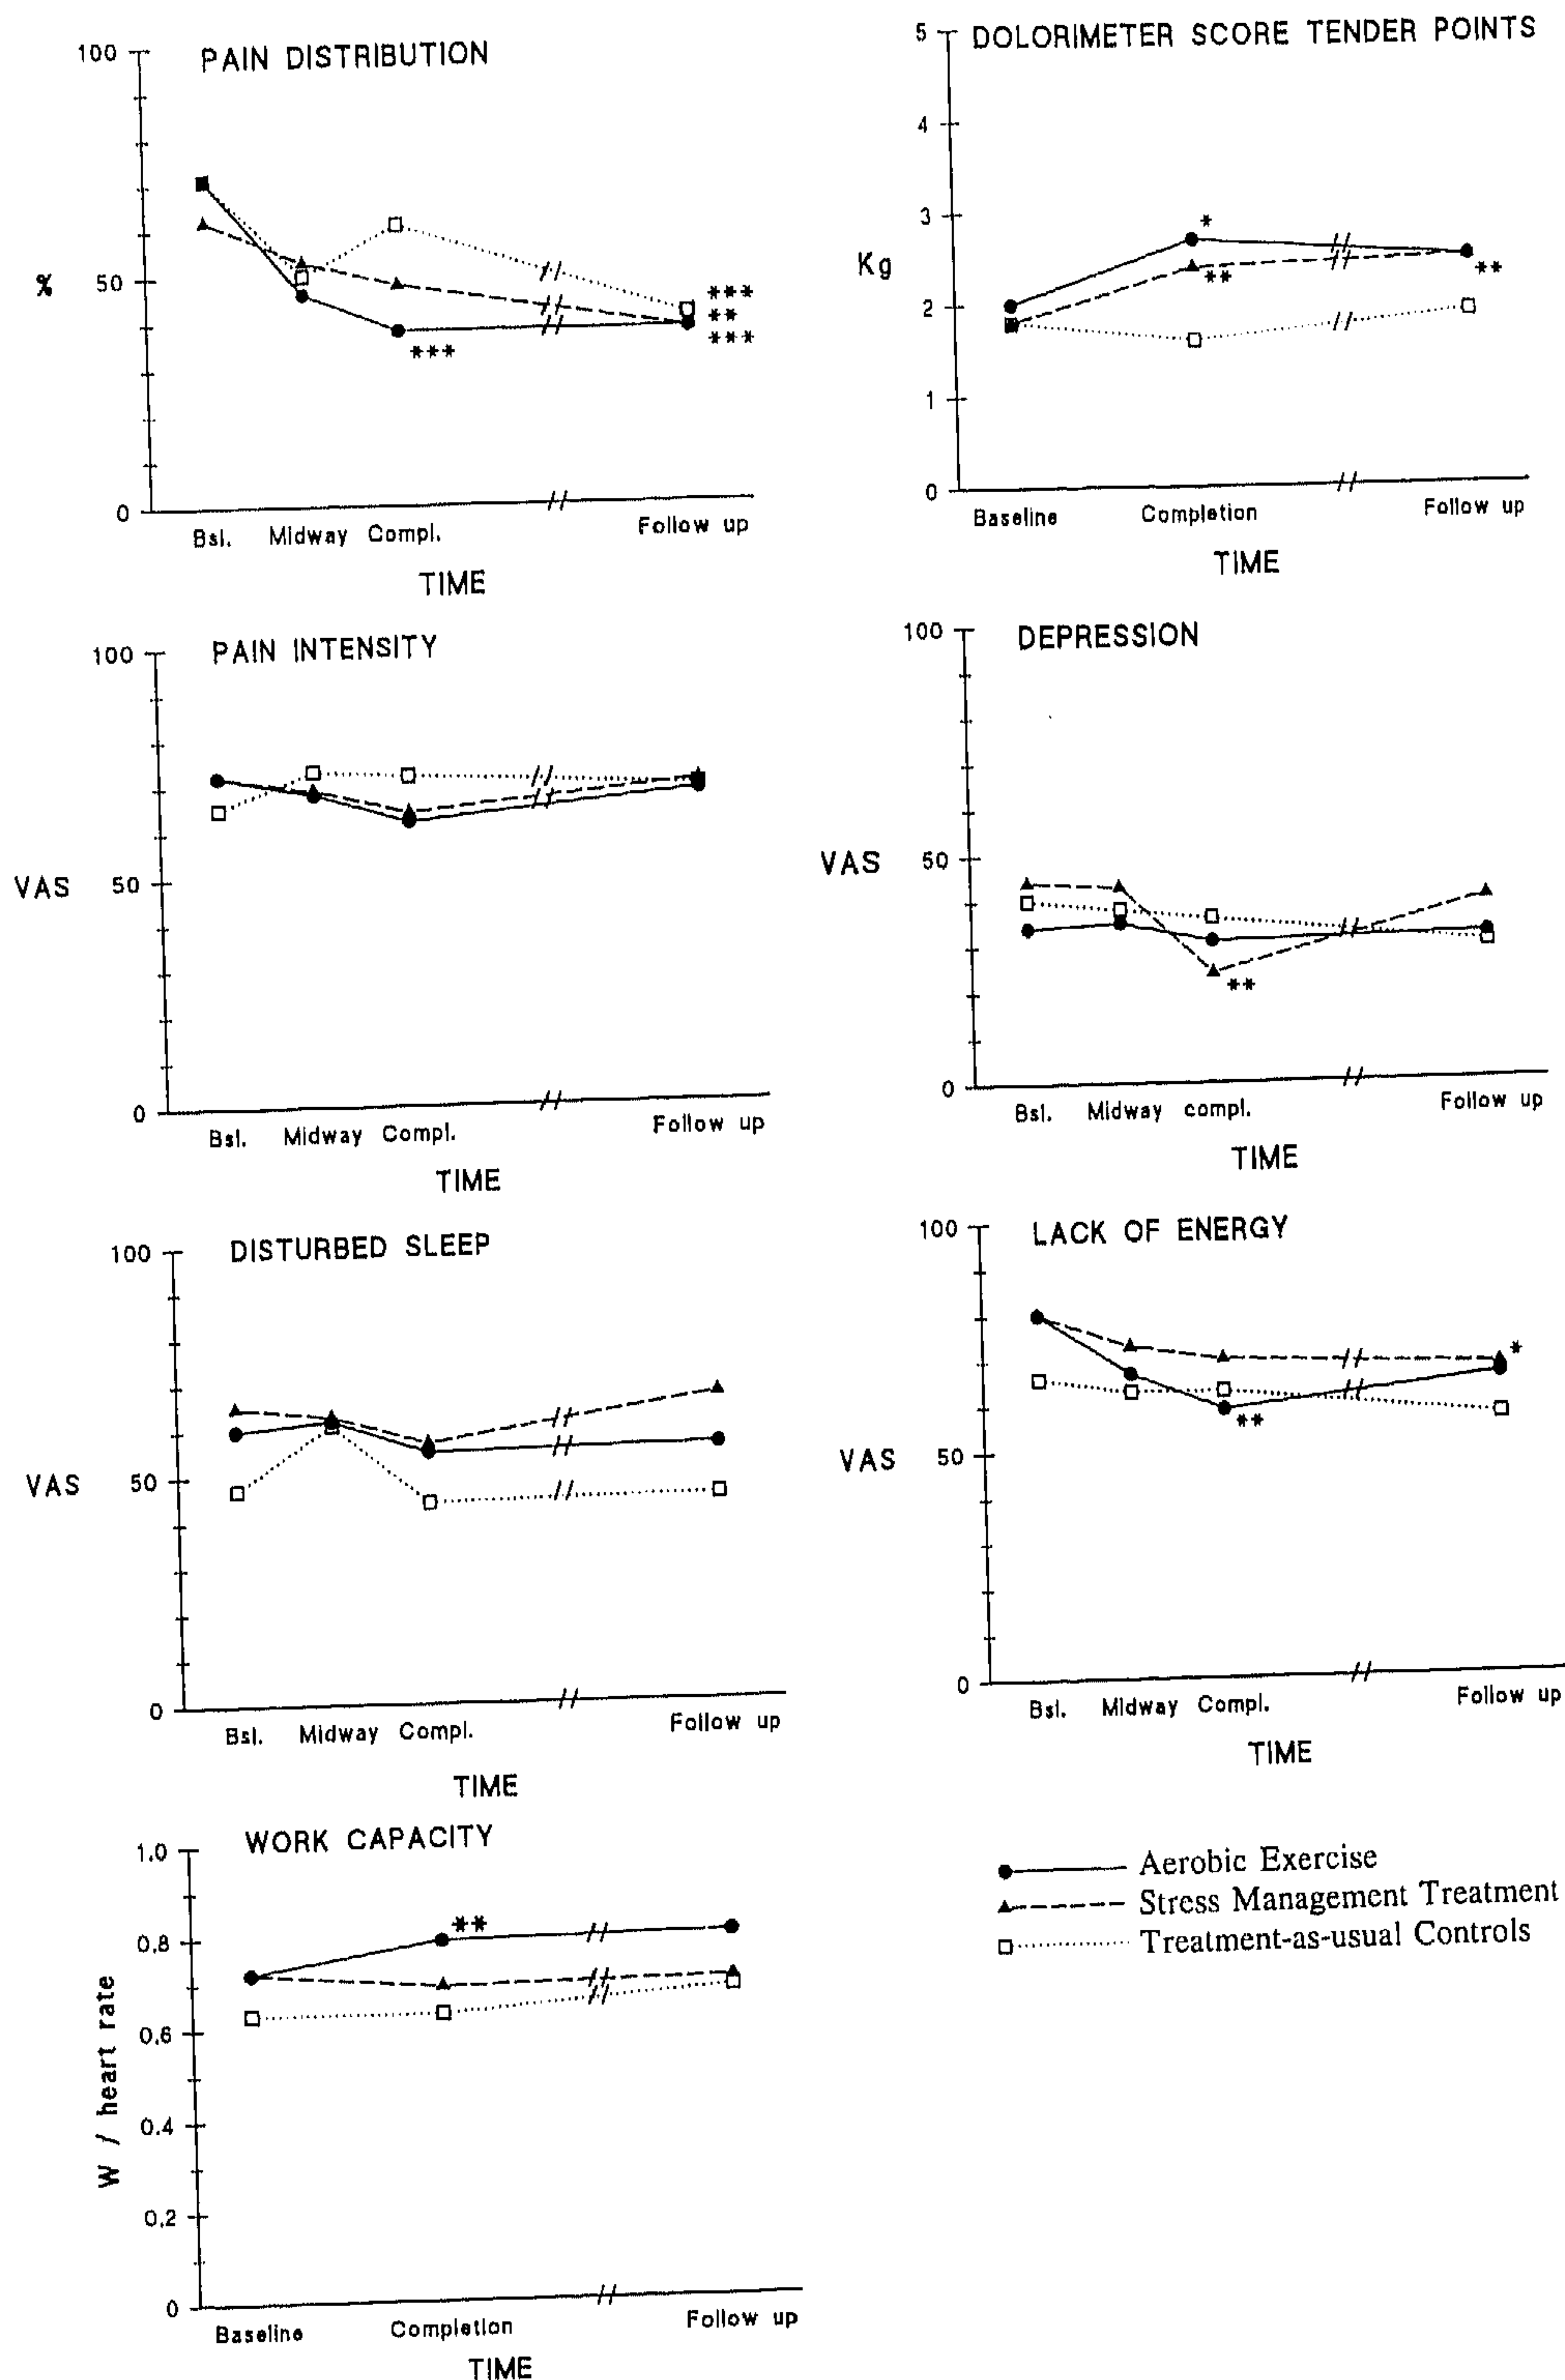 PAIN DISTRIBUTION
100
50
0
%
***
***
**
***
Bsl. Midway Compl. Follow up
TIME
DOLORIMETER SCORE TENDER POINTS
5
4
3
2
1
0
Kg
*
**
**
Baseline Completion Follow up
TIME
PAIN INTENSITY
100
50
0
VAS
Bsl. Midway Compl. Follow up
TIME
DEPRESSION
100
50
0
VAS
**
Bsl. Midway compl. Follow up
TIME
DISTURBED SLEEP
100
50
0
VAS
Bsl. Midway Compl. Follow up
TIME
LACK OF ENERGY
100
50
0
VAS
**
*
Bsl. Midway Compl. Follow up
TIME
WORK CAPACITY
1.0
0.8
0.6
0.4
0.2
0
W / heart rate
**
Baseline Completion Follow up
TIME
Aerobic Exercise
Stress Management Treatment
Treatment-as-usual Controls